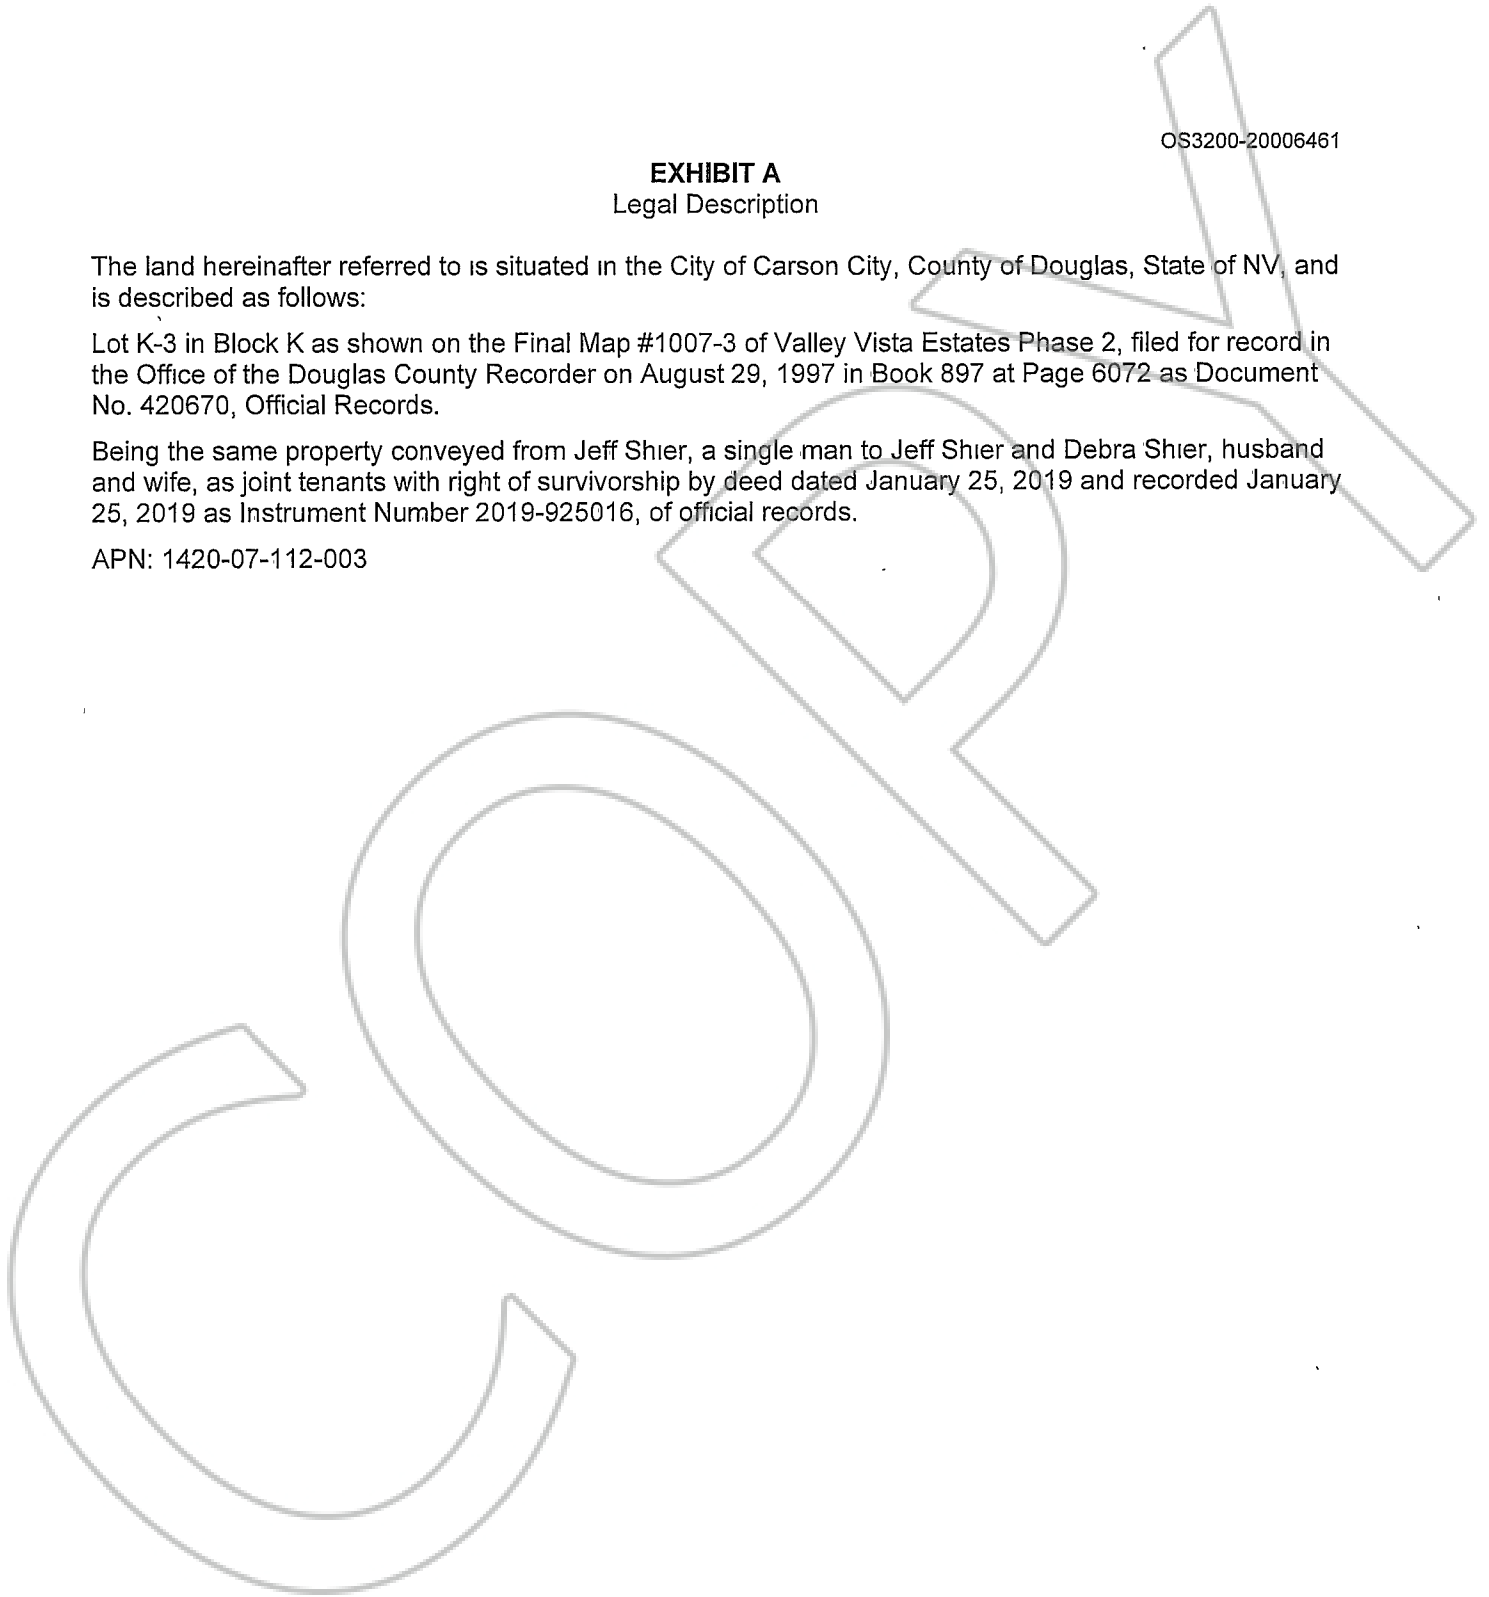 OS3200-20006461
EXHIBIT A
Legal Description
The land hereinafter referred to is situated in the City of Carson City, County of Douglas, State of NV, and
is described as follows:
Lot K-3 in Block K as shown on the Final Map #1007-3 of Valley Vista Estates Phase 2, filed for record in
the Office of the Douglas County Recorder on August 29, 1997 in Book 897 at Page 6072 as Document
No. 420670, Official Records.
Being the same property conveyed from Jeff Shier, a single man to Jeff Shier and Debra Shier, husband
and wife, as joint tenants with right of survivorship by deed dated January 25, 2019 and recorded January
25, 2019 as Instrument Number 2019-925016, of official records.
APN: 1420-07-112-003
COPY